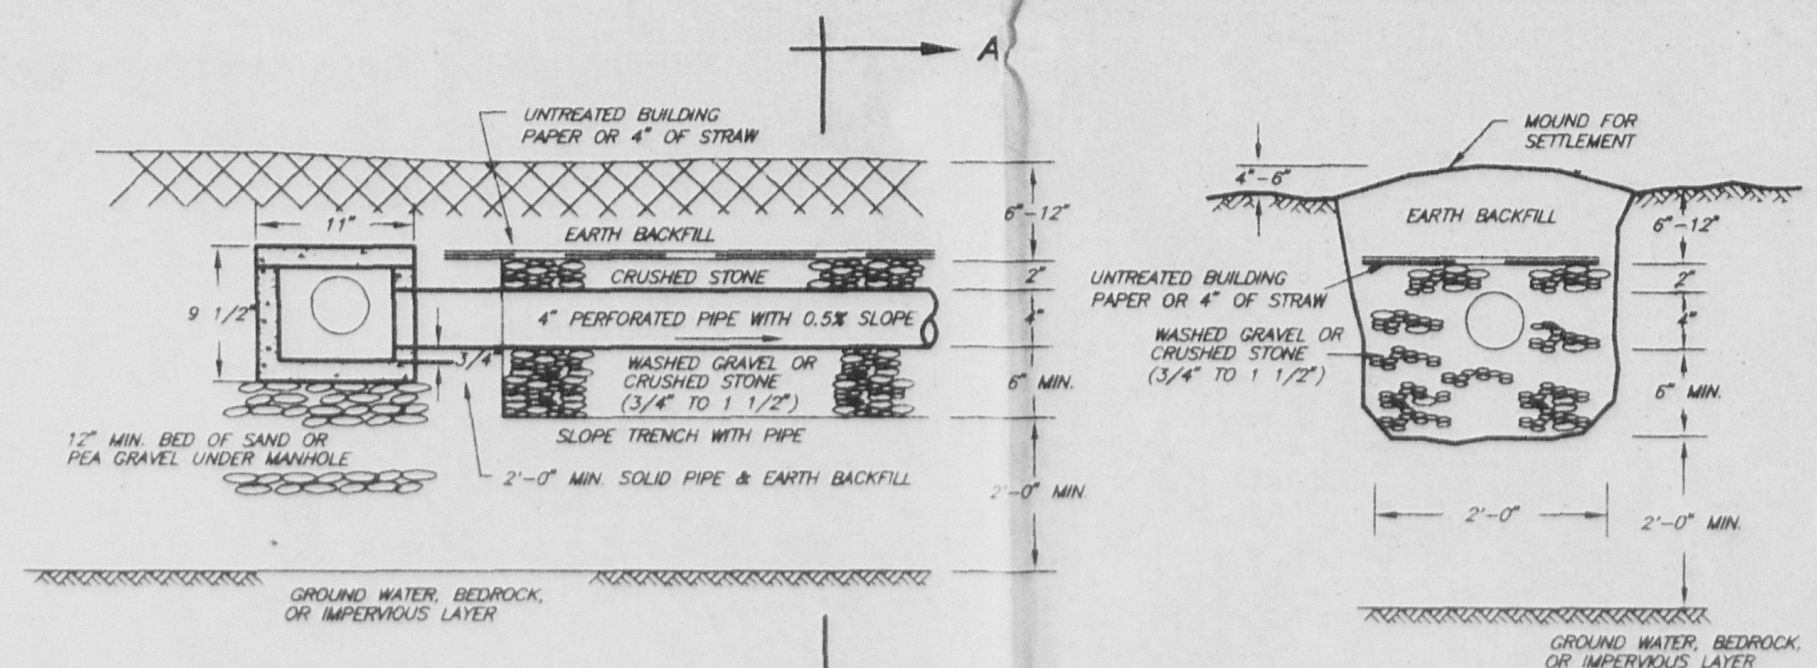 A
UNTREATED BUILDING
PAPER OR 4" OF STRAW
11"
EARTH BACKFILL
6"-12"
CRUSHED STONE
2"
9 1/2"
4" PERFORATED PIPE WITH 0.5% SLOPE
4"
3/4"
WASHED GRAVEL OR
CRUSHED STONE
(3/4" TO 1 1/2")
6" MIN.
SLOPE TRENCH WITH PIPE
12" MIN. BED OF SAND OR
PEA GRAVEL UNDER MANHOLE
2'-0" MIN. SOLID PIPE & EARTH BACKFILL
2'-0" MIN.
GROUND WATER, BEDROCK,
OR IMPERVIOUS LAYER
MOUND FOR
SETTLEMENT
4"-6"
EARTH BACKFILL
6"-12"
UNTREATED BUILDING
PAPER OR 4" OF STRAW
2"
4"
WASHED GRAVEL OR
CRUSHED STONE
(3/4" TO 1 1/2")
6" MIN.
2'-0"
2'-0" MIN.
GROUND WATER, BEDROCK,
OR IMPERVIOUS LAYER